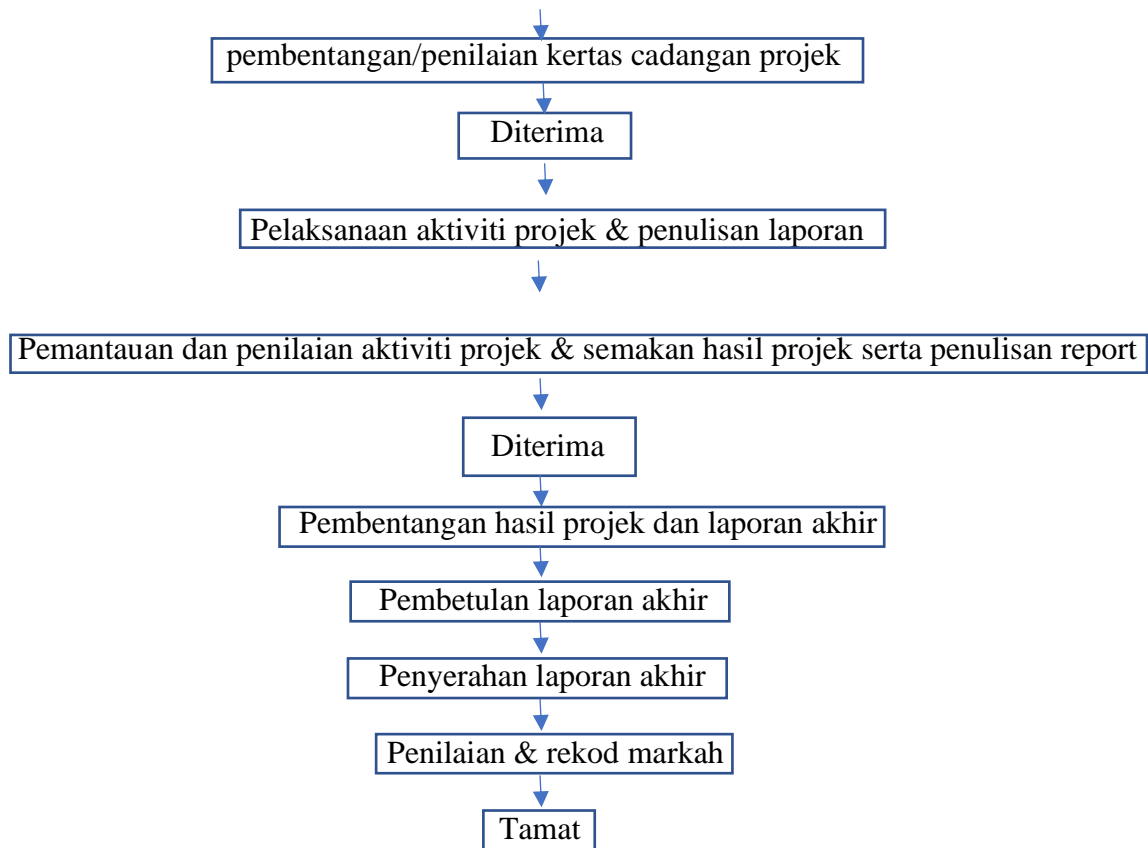 pembentangan/penilaian kertas cadangan projek
Diterima
Pelaksanaan aktiviti projek & penulisan laporan
Pemantauan dan penilaian aktiviti projek & semakan hasil projek serta penulisan report
Diterima
Pembentangan hasil projek dan laporan akhir
Pembetulan laporan akhir
Penyerahan laporan akhir
Penilaian & rekod markah
Tamat